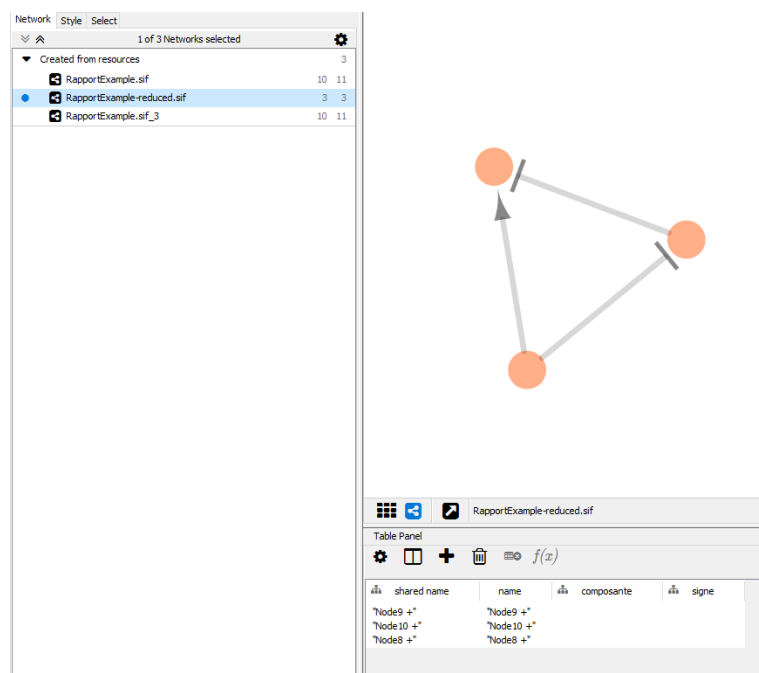 Network Style Select
1 of 3 Networks selected
Created from resources 3
RapportExample.sif 10 11
RapportExample-reduced.sif 3 3
RapportExample.sif_3 10 11
RapportExample-reduced.sif
Table Panel
f(x)
shared name name composante signe
"Node9 +" "Node9 +"
"Node10 +" "Node10 +"
"Node8 +" "Node8 +"